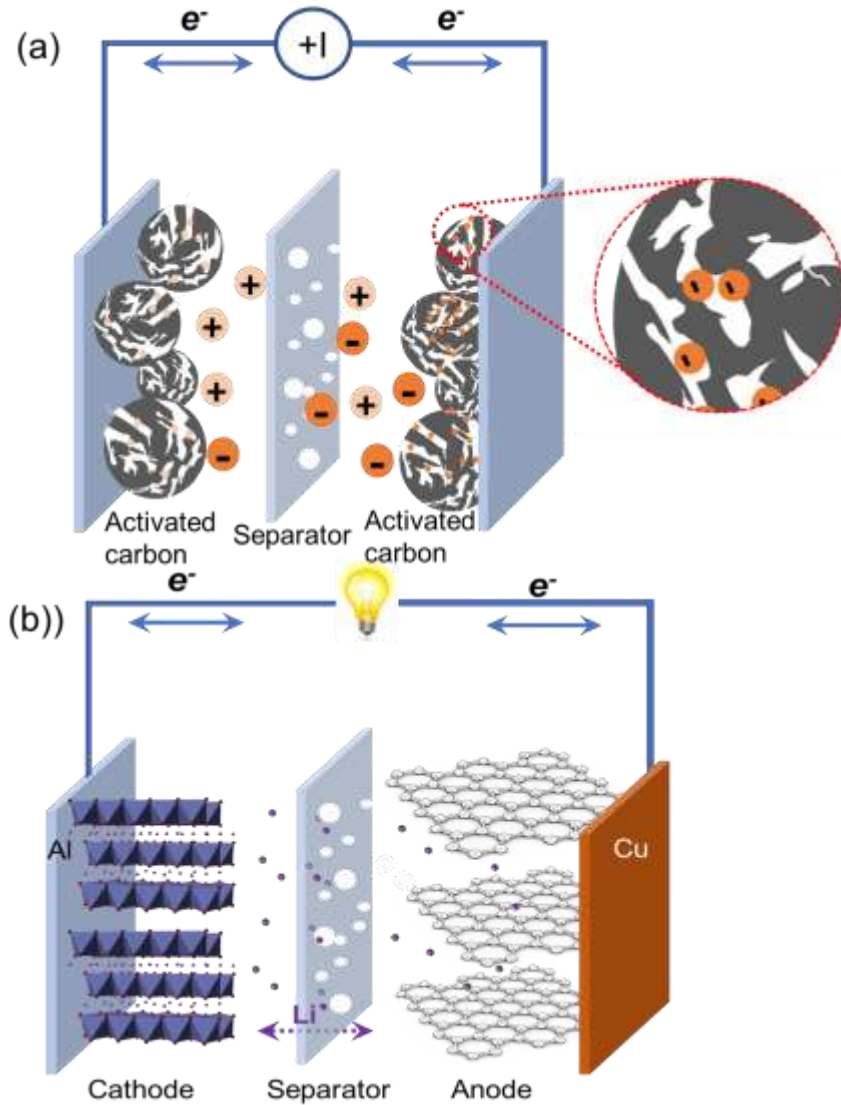 (a)
e-
+I
e-
+
+
+
-
+
-
-
+
-
-
-
-
-
Activated
carbon
Separator
Activated
carbon
(b))
e-
e-
Al
Cu
Li+
Cathode
Separator
Anode